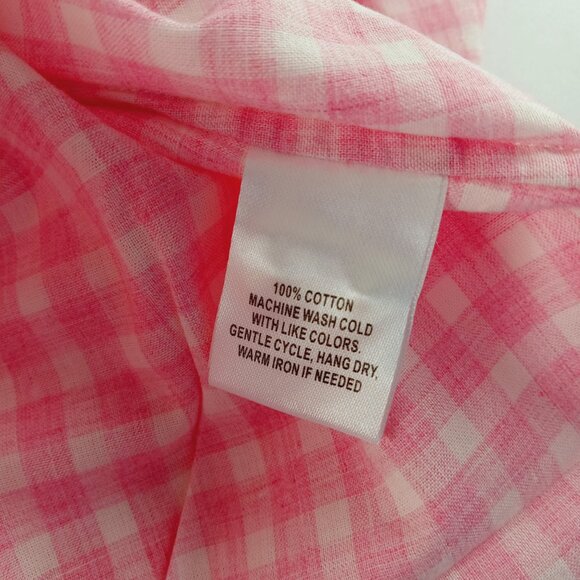 100% COTTON
MACHINE WASH COLD
WITH LIKE COLORS.
GENTLE CYCLE, HANG DRY,
WARM IRON IF NEEDED